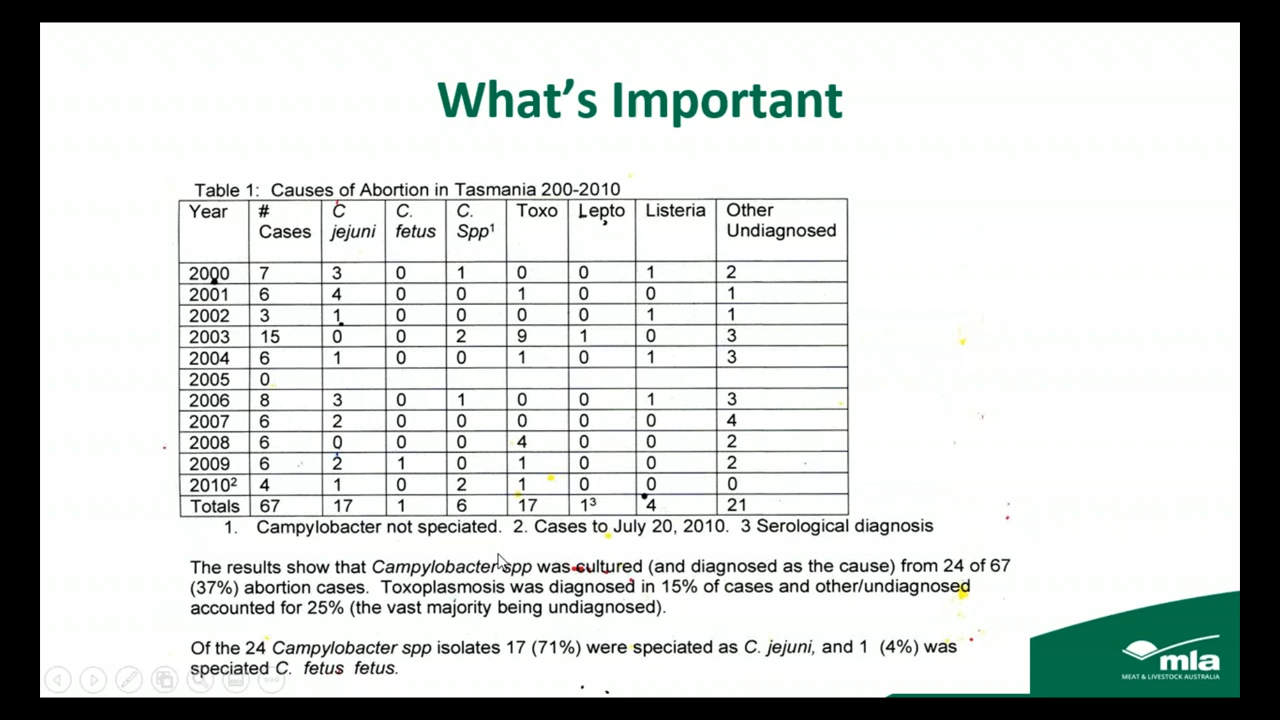 What's Important
Table 1: Causes of Abortion in Tasmania 200-2010
Year # Cases C jejuni C. fetus C. Spp¹ Toxo Lepto Listeria Other Undiagnosed
2000 7 3 0 1 0 0 1 2
2001 6 4 0 0 1 0 0 1
2002 3 1 0 0 0 0 1 1
2003 15 0 0 2 9 1 0 3
2004 6 1 0 0 1 0 1 3
2005 0
2006 8 3 0 1 0 0 1 3
2007 6 2 0 0 0 0 0 4
2008 6 0 0 0 4 0 0 2
2009 6 2 1 0 1 0 0 2
2010² 4 1 0 2 1 0 0 0
Totals 67 17 1 6 17 1³ 4 21
1. Campylobacter not speciated. 2. Cases to July 20, 2010. 3 Serological diagnosis
The results show that Campylobacter spp was cultured (and diagnosed as the cause) from 24 of 67
(37%) abortion cases. Toxoplasmosis was diagnosed in 15% of cases and other/undiagnosed
accounted for 25% (the vast majority being undiagnosed).
Of the 24 Campylobacter spp isolates 17 (71%) were speciated as C. jejuni, and 1 (4%) was
speciated C. fetus fetus.
mla
MEAT & LIVESTOCK AUSTRALIA